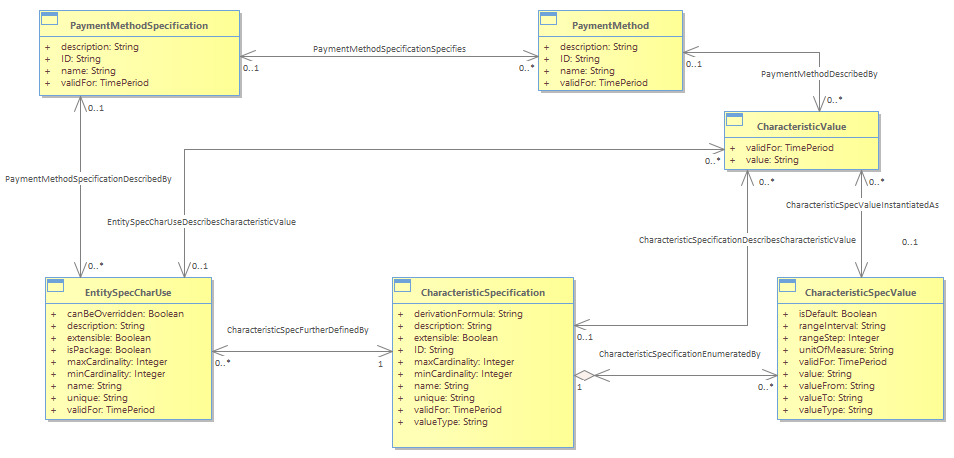 PaymentMethodSpecification
+ description: String
+ ID: String
+ name: String
+ validFor: TimePeriod
0..1
PaymentMethodSpecificationSpecifies
0..*
PaymentMethod
+ description: String
+ ID: String
+ name: String
+ validFor: TimePeriod
0..1
PaymentMethodDescribedBy
0..*
CharacteristicValue
+ validFor: TimePeriod
+ value: String
0..1
PaymentMethodSpecificationDescribedBy
0..*
0..*
EntitySpecCharUseDescribesCharacteristicValue
0..1
0..*
CharacteristicSpecificationDescribesCharacteristicValue
0..1
0..*
CharacteristicSpecValueInstantiatedAs
0..1
EntitySpecCharUse
+ canBeOverridden: Boolean
+ description: String
+ extensible: Boolean
+ isPackage: Boolean
+ maxCardinality: Integer
+ minCardinality: Integer
+ name: String
+ unique: String
+ validFor: TimePeriod
CharacteristicSpecFurtherDefinedBy
0..*
1
CharacteristicSpecification
+ derivationFormula: String
+ description: String
+ extensible: Boolean
+ ID: String
+ maxCardinality: Integer
+ minCardinality: Integer
+ name: String
+ unique: String
+ validFor: TimePeriod
+ valueType: String
CharacteristicSpecificationEnumeratedBy
1
0..*
CharacteristicSpecValue
+ isDefault: Boolean
+ rangeInterval: String
+ rangeStep: Integer
+ unitOfMeasure: String
+ validFor: TimePeriod
+ value: String
+ valueFrom: String
+ valueTo: String
+ valueType: String